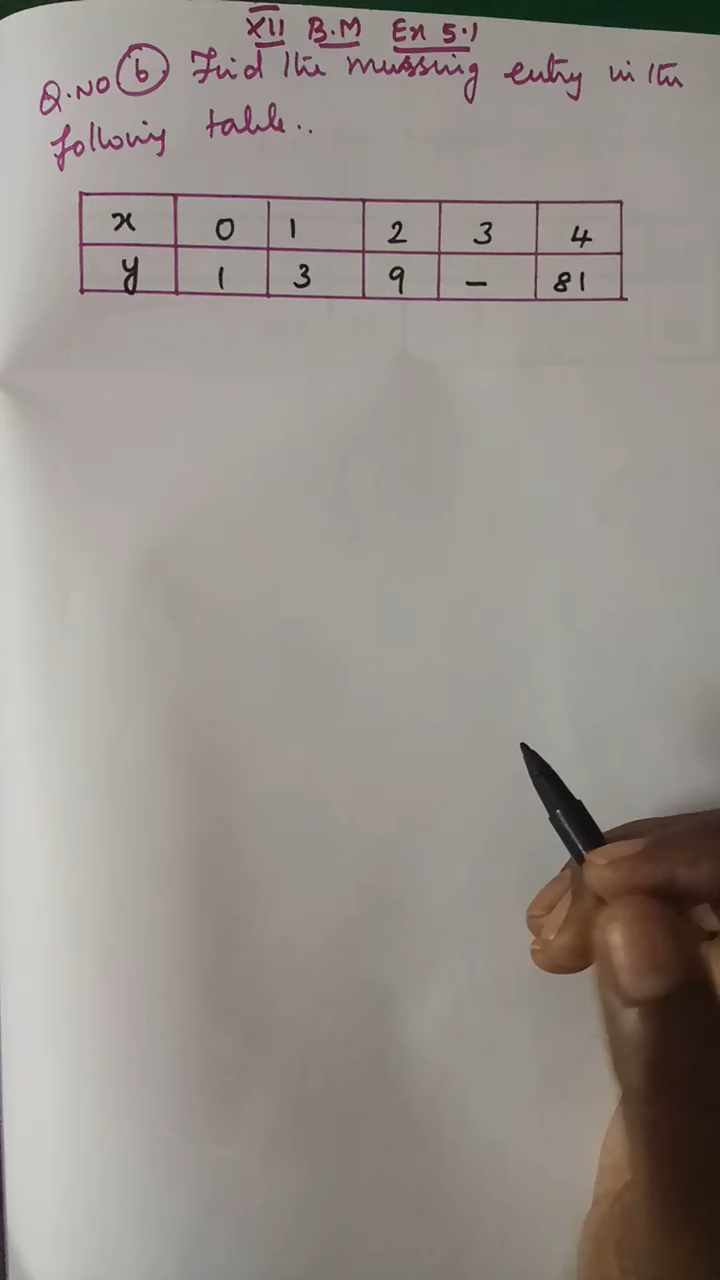 XII B.M Ex 5.1
Q.NO 6 Find the missing entry in the
following table..
x 0 1 2 3 4
y 1 3 9 – 81